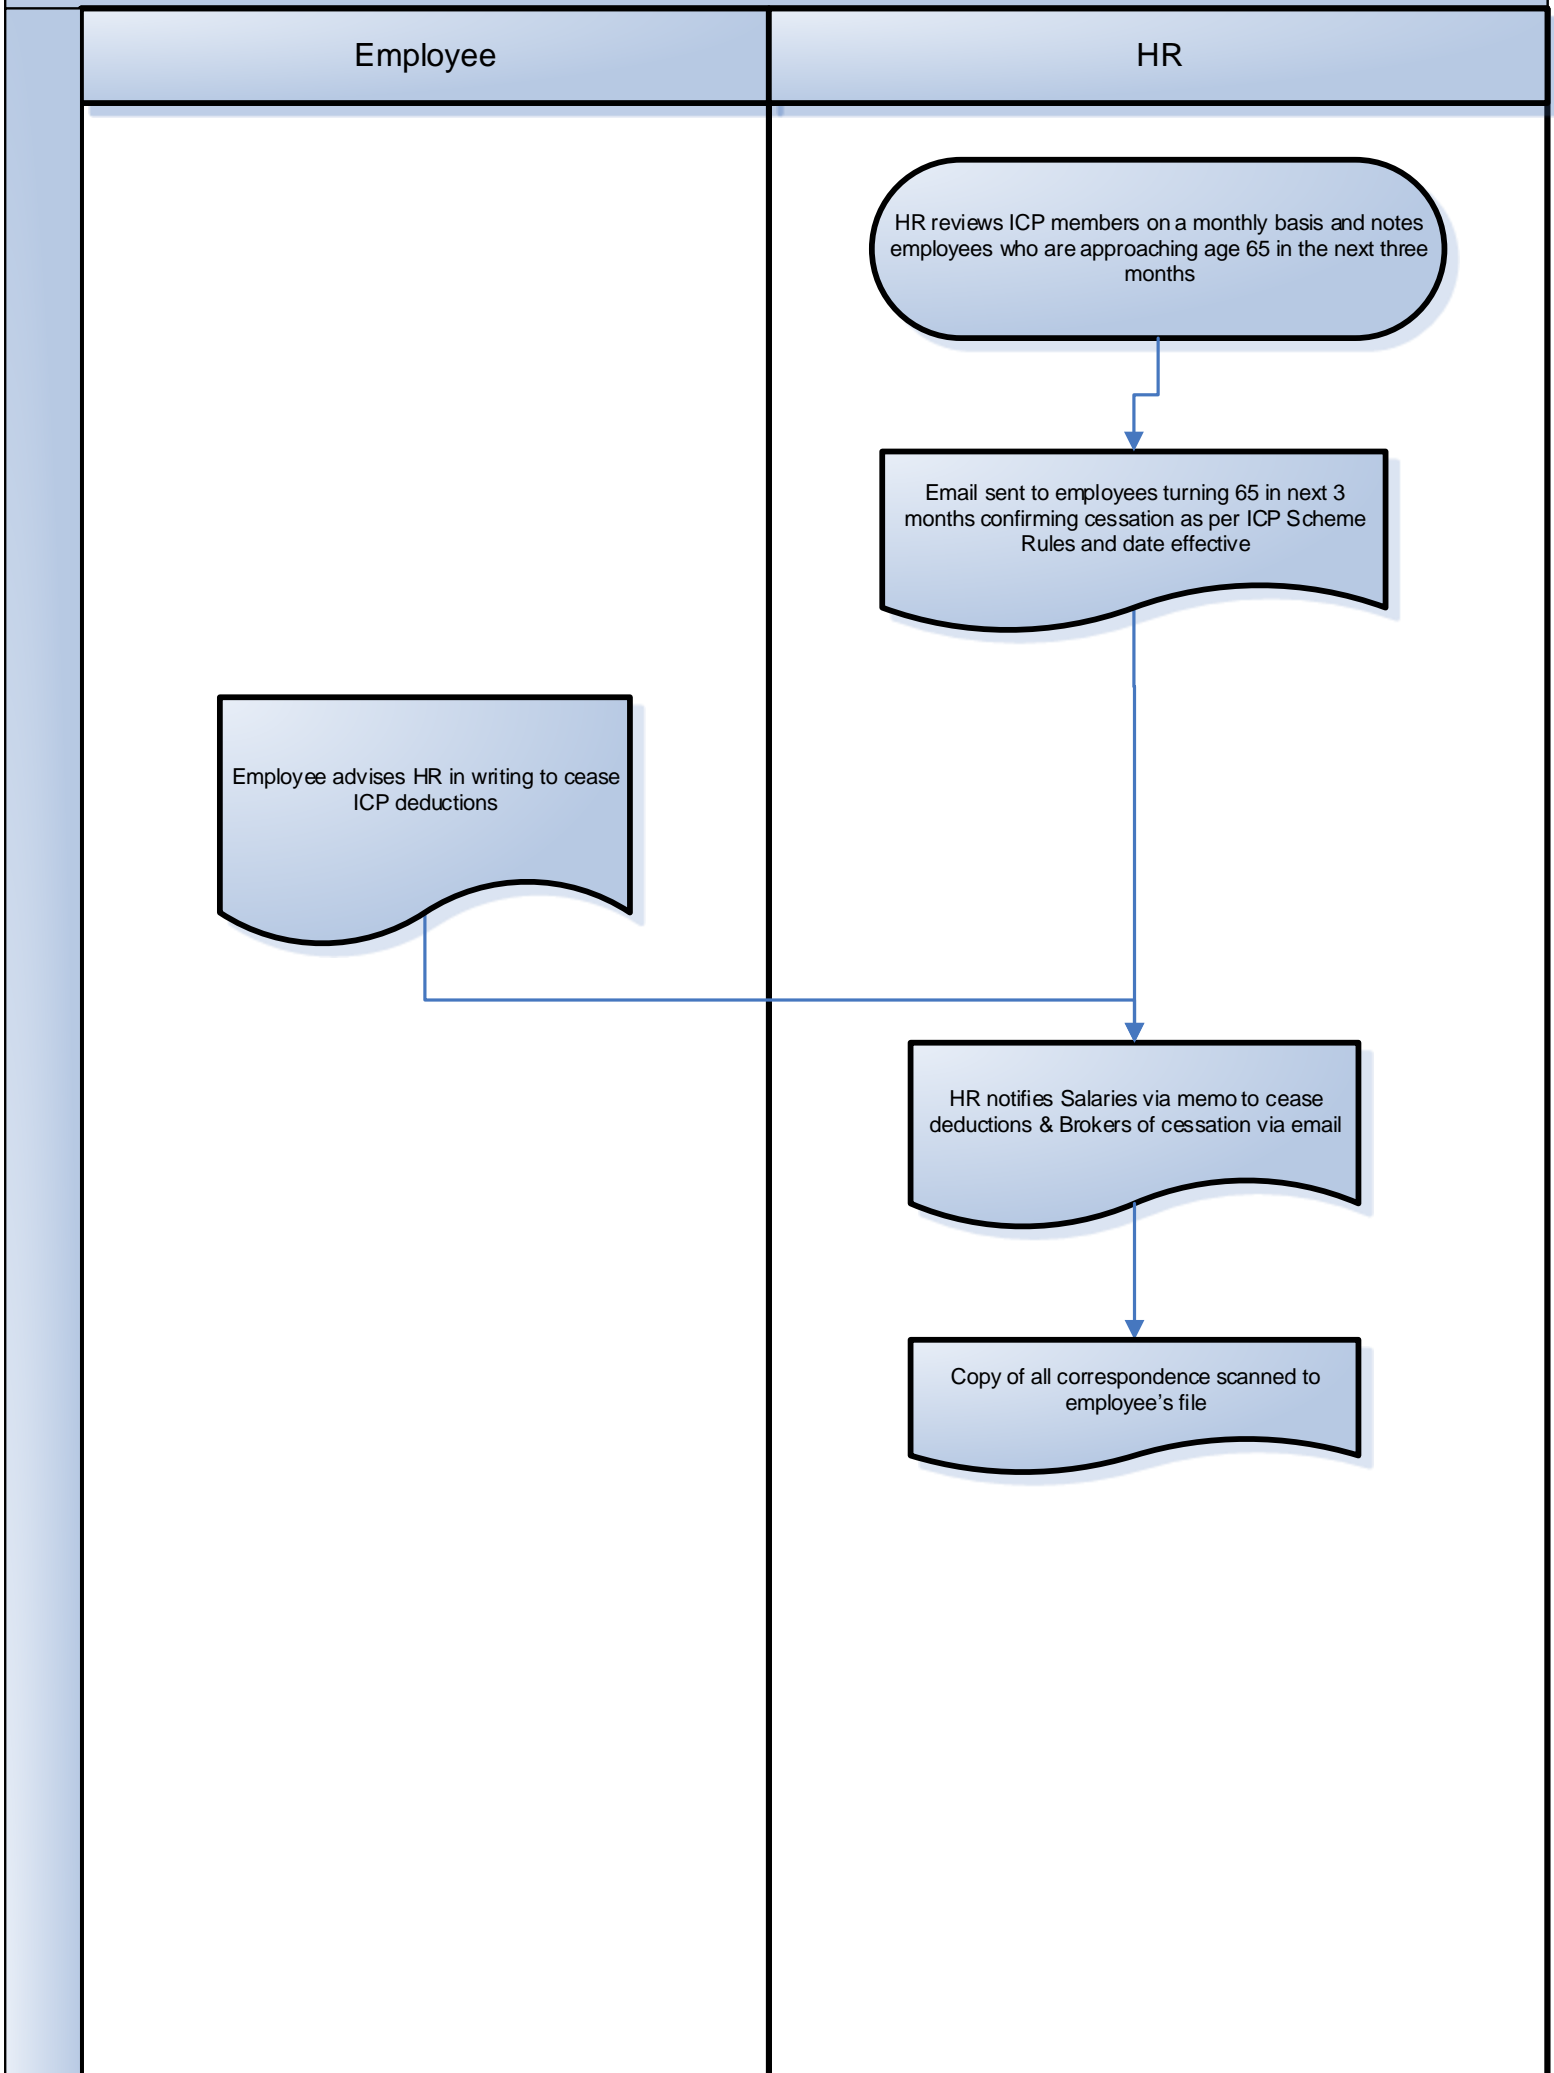 Employee
HR
HR reviews ICP members on a monthly basis and notes
employees who are approaching age 65 in the next three
months
Email sent to employees turning 65 in next 3
months confirming cessation as per ICP Scheme
Rules and date effective
Employee advises HR in writing to cease
ICP deductions
HR notifies Salaries via memo to cease
deductions & Brokers of cessation via email
Copy of all correspondence scanned to
employee’s file